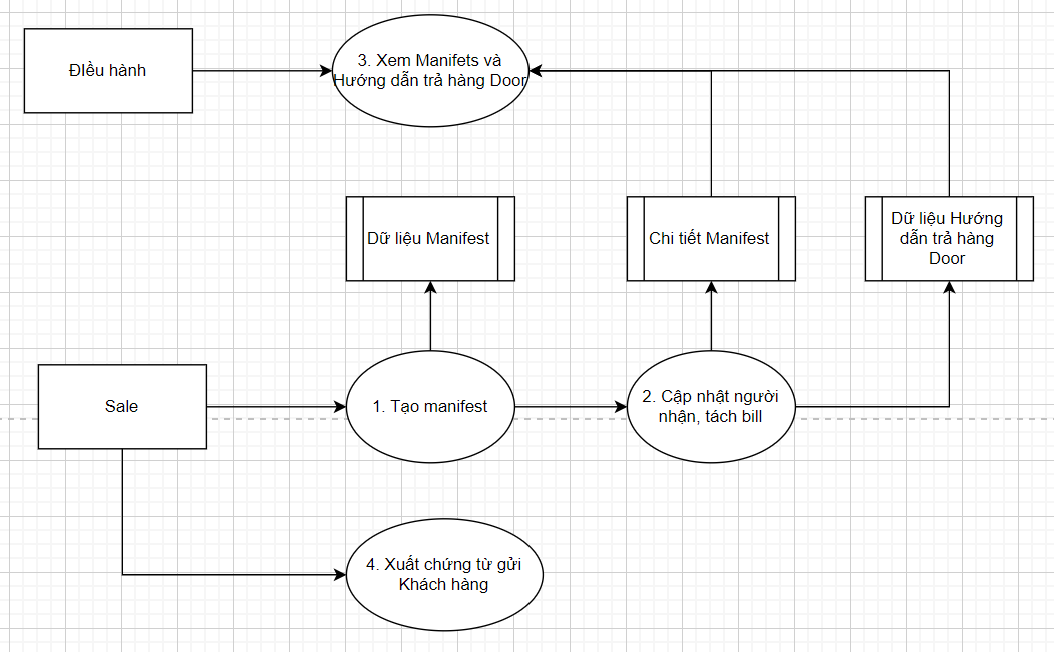 ĐIều hành
3. Xem Manifets và
Hướng dẫn trả hàng Door
Dữ liệu Manifest
Chi tiết Manifest
Dữ liệu Hướng
dẫn trả hàng
Door
Sale
1. Tạo manifest
2. Cập nhật người
nhận, tách bill
4. Xuất chứng từ gửi
Khách hàng